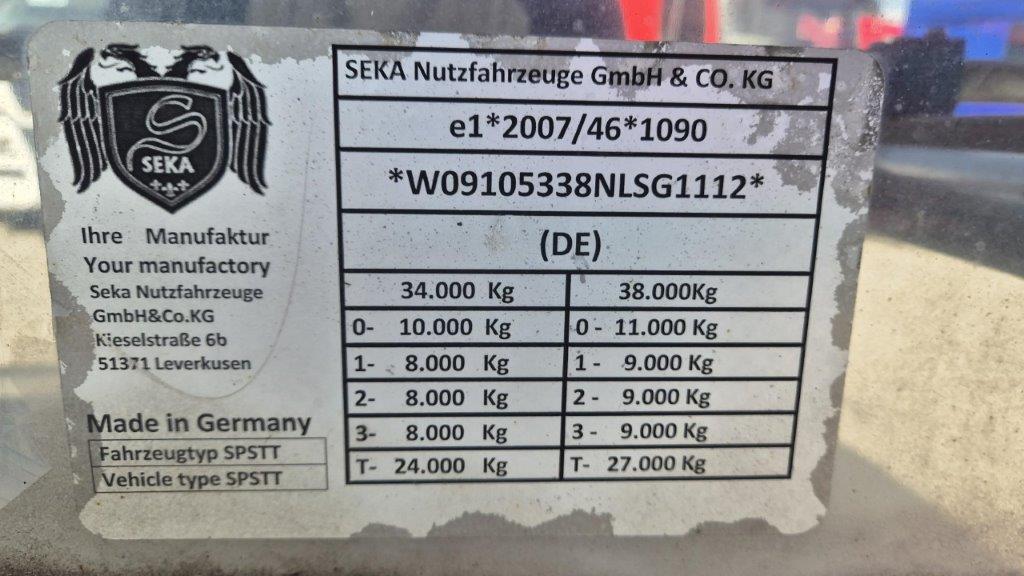 SEKA
Ihre Manufaktur
Your manufactory
Seka Nutzfahrzeuge
GmbH&Co.KG
Kieselstraße 6b
51371 Leverkusen
Made in Germany
Fahrzeugtyp SPSTT
Vehicle type SPSTT
SEKA Nutzfahrzeuge GmbH & CO. KG
e1*2007/46*1090
*W09105338NLSG1112*
(DE)
34.000 Kg 38.000Kg
0- 10.000 Kg 0 - 11.000 Kg
1- 8.000 Kg 1 - 9.000 Kg
2- 8.000 Kg 2 - 9.000 Kg
3- 8.000 Kg 3 - 9.000 Kg
T- 24.000 Kg T- 27.000 Kg